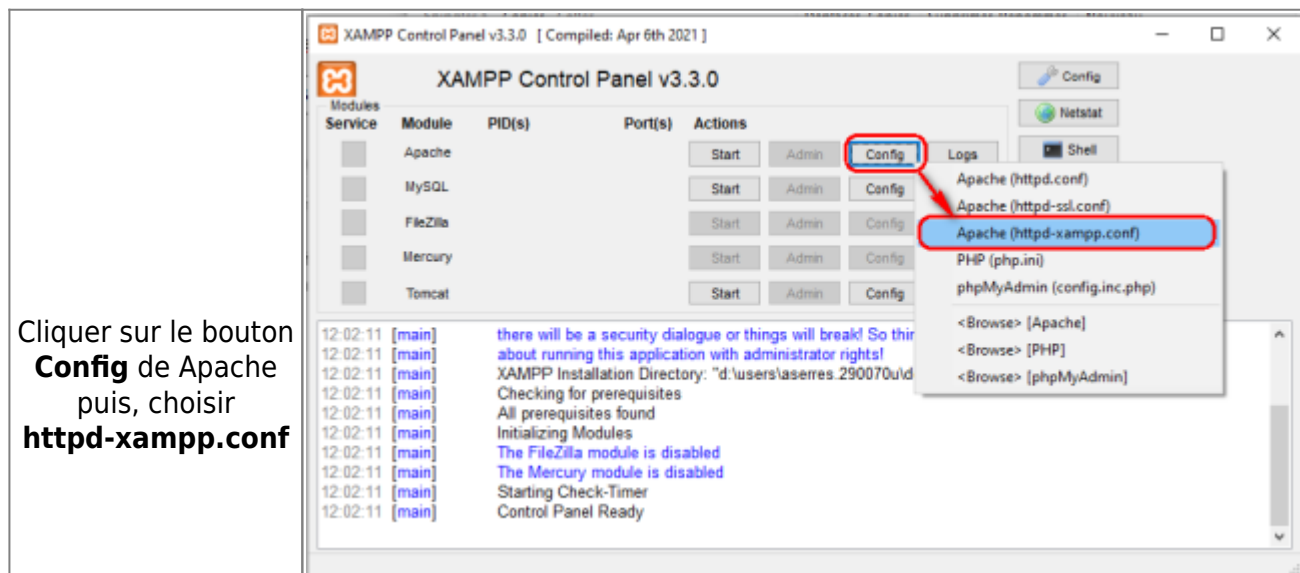 Cliquer sur le bouton
Config de Apache
puis, choisir
httpd-xampp.conf
XAMPP Control Panel v3.3.0 [ Compiled: Apr 6th 2021 ]
XAMPP Control Panel v3.3.0
Config
Modules
Netstat
Service Module PID(s) Port(s) Actions
Apache Start Admin Config Logs Shell
MySQL Start Admin Config
FileZilla Start Admin Config
Mercury Start Admin Config
Tomcat Start Admin Config
Apache (httpd.conf)
Apache (httpd-ssl.conf)
Apache (httpd-xampp.conf)
PHP (php.ini)
phpMyAdmin (config.inc.php)
<Browse> [Apache]
<Browse> [PHP]
<Browse> [phpMyAdmin]
12:02:11 [main] there will be a security dialogue or things will break! So
12:02:11 [main] about running this application with administrator rights!
12:02:11 [main] XAMPP Installation Directory: "d:\users\aserres.290070u\d
12:02:11 [main] Checking for prerequisites
12:02:11 [main] All prerequisites found
12:02:11 [main] Initializing Modules
12:02:11 [main] The FileZilla module is disabled
12:02:11 [main] The Mercury module is disabled
12:02:11 [main] Starting Check-Timer
12:02:11 [main] Control Panel Ready